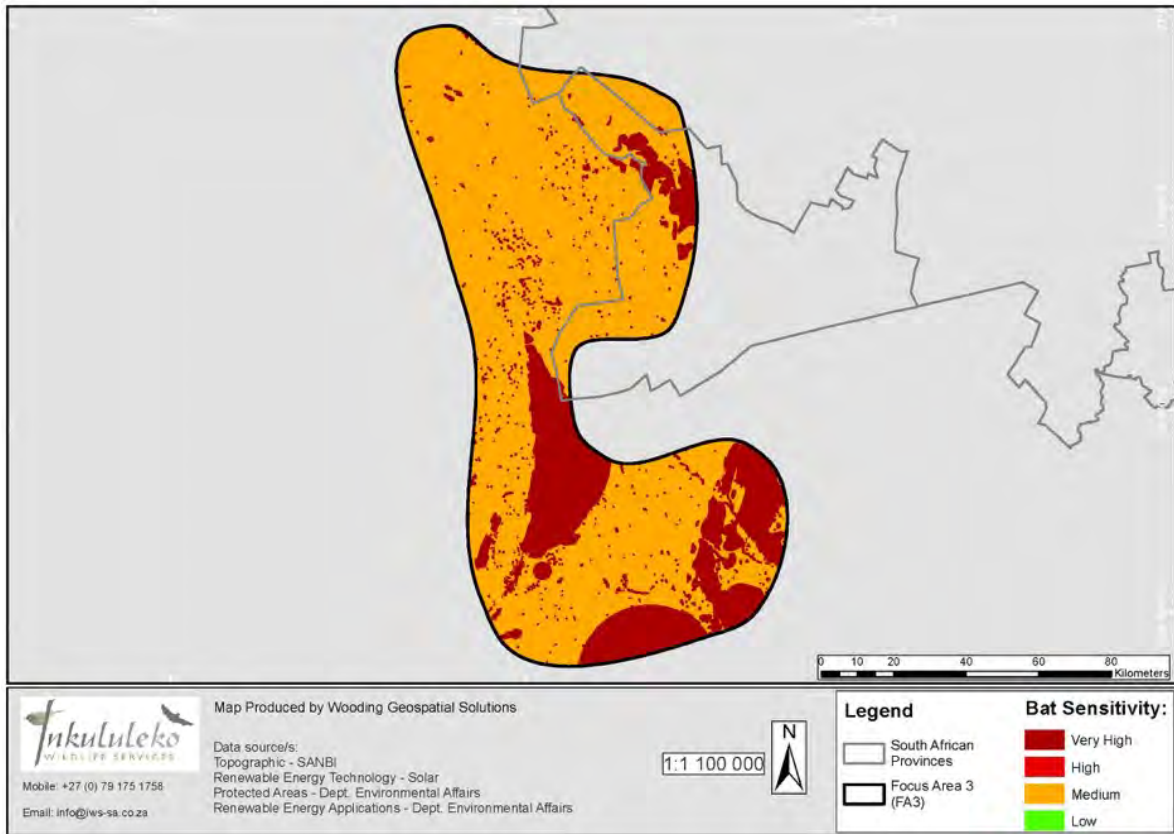 0 10 20 40 60 80
Kilometers
Inkululeko
WILDLIFE SERVICES
Mobile: +27 (0) 79 175 1758
Email: info@iws-sa.co.za
Map Produced by Wooding Geospatial Solutions
Data source/s:
Topographic - SANBI
Renewable Energy Technology - Solar
Protected Areas - Dept. Environmental Affairs
Renewable Energy Applications - Dept. Environmental Affairs
1:1 100 000
N
Legend
South African
Provinces
Focus Area 3
(FA3)
Bat Sensitivity:
Very High
High
Medium
Low